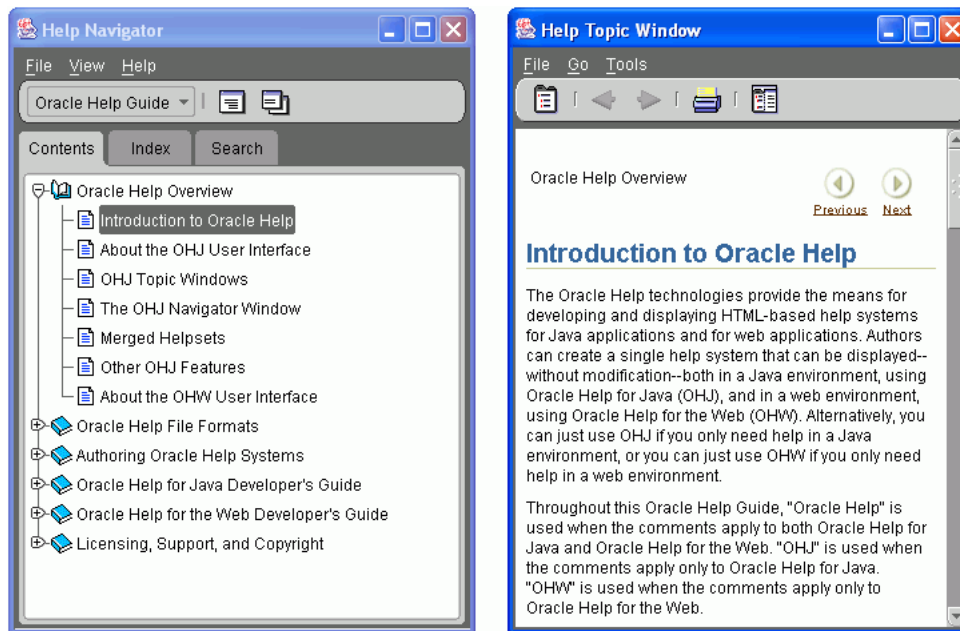 Help Navigator
File View Help
Oracle Help Guide
Contents Index Search
Oracle Help Overview
Introduction to Oracle Help
About the OHJ User Interface
OHJ Topic Windows
The OHJ Navigator Window
Merged Helpsets
Other OHJ Features
About the OHW User Interface
Oracle Help File Formats
Authoring Oracle Help Systems
Oracle Help for Java Developer's Guide
Oracle Help for the Web Developer's Guide
Licensing, Support, and Copyright
Help Topic Window
File Go Tools
Oracle Help Overview
Previous Next
Introduction to Oracle Help
The Oracle Help technologies provide the means for
developing and displaying HTML-based help systems
for Java applications and for web applications. Authors
can create a single help system that can be displayed--
without modification--both in a Java environment, using
Oracle Help for Java (OHJ), and in a web environment,
using Oracle Help for the Web (OHW). Alternatively, you
can just use OHJ if you only need help in a Java
environment, or you can just use OHW if you only need
help in a web environment.
Throughout this Oracle Help Guide, "Oracle Help" is
used when the comments apply to both Oracle Help for
Java and Oracle Help for the Web. "OHJ" is used when
the comments apply only to Oracle Help for Java.
"OHW" is used when the comments apply only to
Oracle Help for the Web.